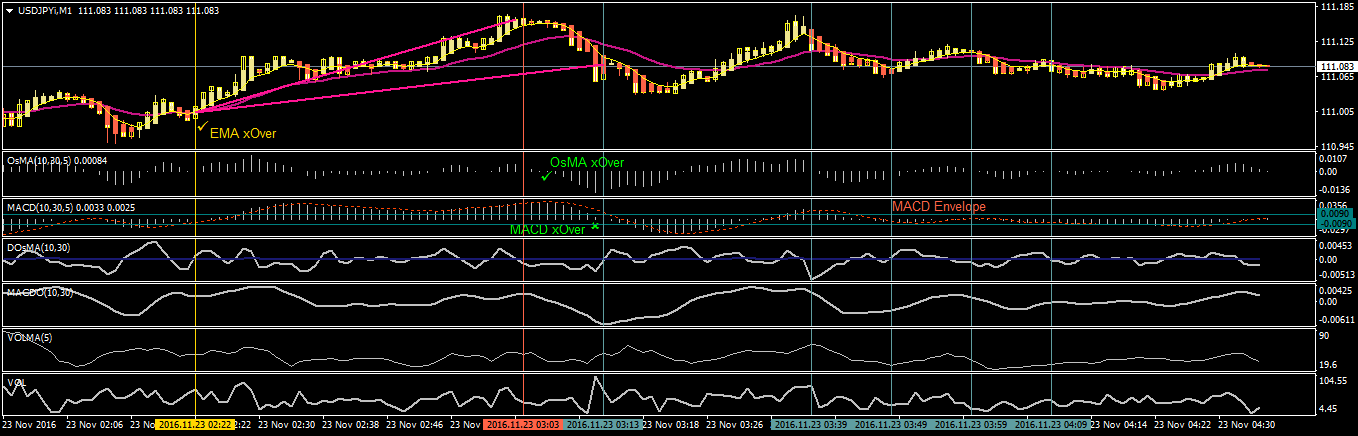 USDJPYi,M1 111.083 111.083 111.083 111.083
111.185
111.125
111.083
111.065
111.005
110.945
EMA xOver
OsMA(10,30,5) 0.00084
OsMA xOver
0.0107
0.00
-0.0136
MACD(10,30,5) 0.0033 0.0025
MACD xOver
MACD Envelope
0.0356
0.0090
-0.0090
-0.0297
DOsMA(10,30)
0.00453
0.00
-0.00513
MACDO(10,30)
0.00425
0.00
-0.00611
VOLMA(5)
90
19.6
VOL
104.55
4.45
23 Nov 2016 23 Nov 02:06 23 No 2016.11.23 02:22 2:22 23 Nov 02:30 23 Nov 02:38 23 Nov 02:46 23 Nov 2016.11.23 03:03 2016.11.23 03:13 23 Nov 03:18 23 Nov 03:26 2016.11.23 03:39 2016.11.23 03:49 2016.11.23 03:59 2016.11.23 04:09 23 Nov 04:14 23 Nov 04:22 23 Nov 04:30